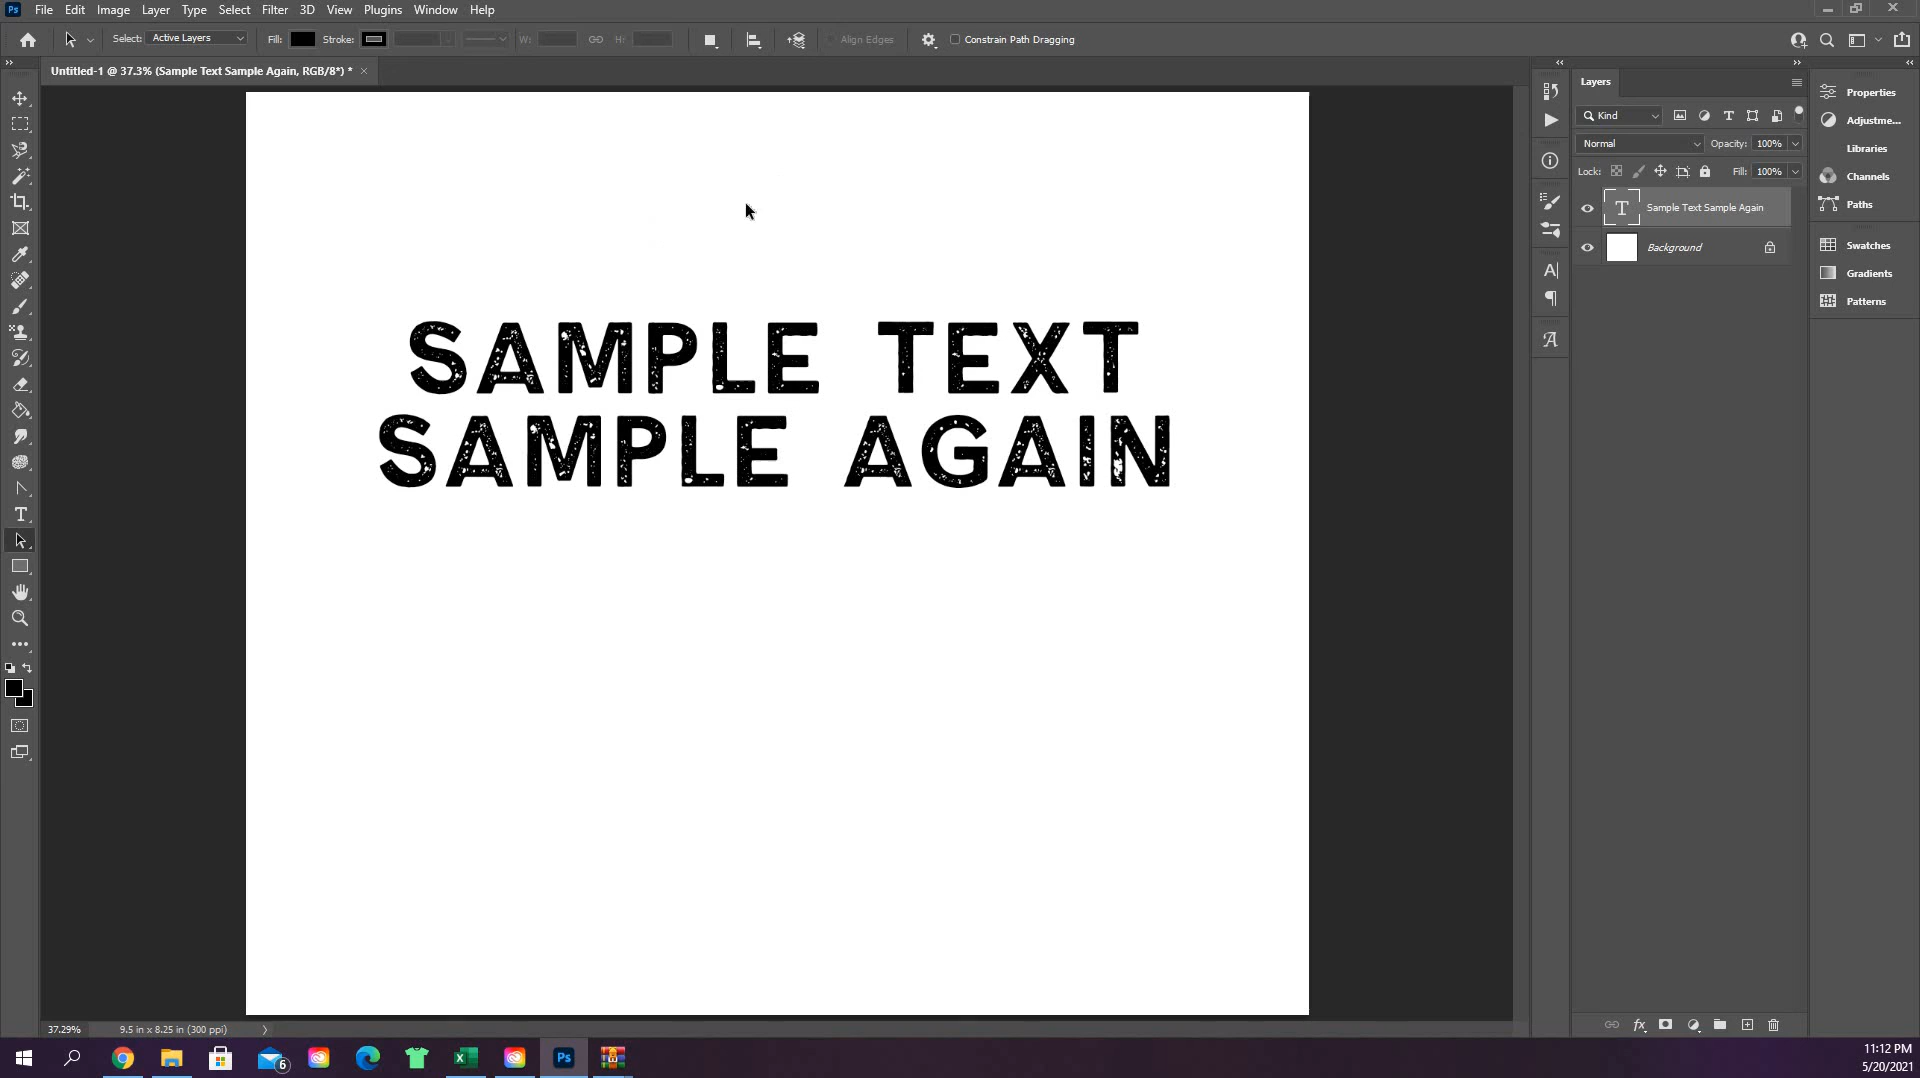 Ps File Edit Image Layer Type Select Filter 3D View Plugins Window Help
Select: Active Layers Fill: Stroke: W: H: Align Edges Constrain Path Dragging
Untitled-1 @ 37.3% (Sample Text Sample Again, RGB/8*) * ×
Layers
Kind
Normal Opacity: 100%
Lock: Fill: 100%
T Sample Text Sample Again
Background
Properties
Adjustme...
Libraries
Channels
Paths
Swatches
Gradients
Patterns
SAMPLE TEXT
SAMPLE AGAIN
37.29% 9.5 in x 8.25 in (300 ppi)
6
Ps
11:12 PM
5/20/2021